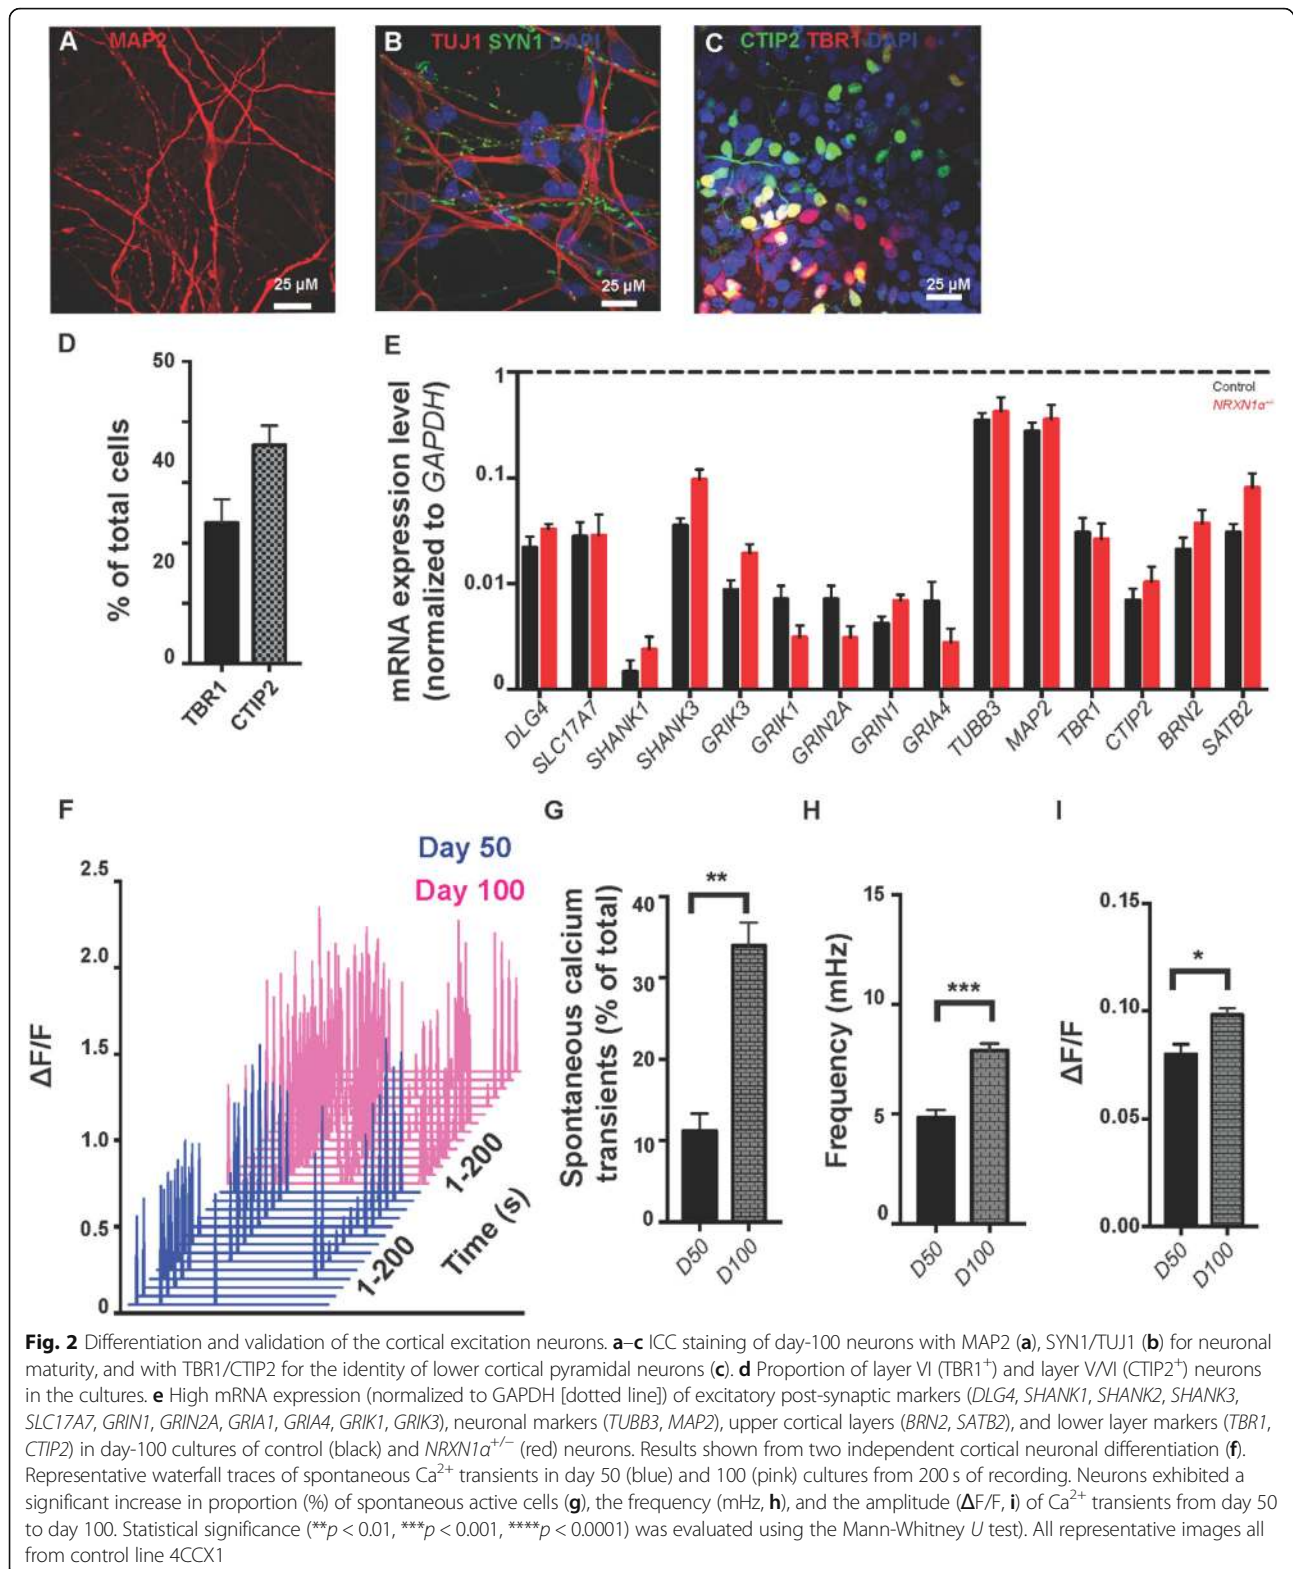 A
MAP2
25 µM
B
TUJ1 SYN1 DAPI
25 µM
C
CTIP2 TBR1 DAPI
25 µM
D
% of total cells
50
40
20
0
TBR1
CTIP2
E
mRNA expression level
(normalized to GAPDH)
1
0.1
0.01
0
Control
NRXN1α+/-
DLG4
SLC17A7
SHANK1
SHANK3
GRIK3
GRIK1
GRIN2A
GRIN1
GRIA4
TUBB3
MAP2
TBR1
CTIP2
BRN2
SATB2
F
Day 50
Day 100
ΔF/F
2.5
2.0
1.5
1.0
0.5
0
1-200
1-200
Time (s)
G
Spontaneous calcium
transients (% of total)
40
30
20
10
0
**
D50
D100
H
Frequency (mHz)
15
10
5
0
***
D50
D100
I
ΔF/F
0.15
0.10
0.05
0.00
*
D50
D100
Fig. 2 Differentiation and validation of the cortical excitation neurons. a–c ICC staining of day-100 neurons with MAP2 (a), SYN1/TUJ1 (b) for neuronal
maturity, and with TBR1/CTIP2 for the identity of lower cortical pyramidal neurons (c). d Proportion of layer VI (TBR1+) and layer V/VI (CTIP2+) neurons
in the cultures. e High mRNA expression (normalized to GAPDH [dotted line]) of excitatory post-synaptic markers (DLG4, SHANK1, SHANK2, SHANK3,
SLC17A7, GRIN1, GRIN2A, GRIA1, GRIA4, GRIK1, GRIK3), neuronal markers (TUBB3, MAP2), upper cortical layers (BRN2, SATB2), and lower layer markers (TBR1,
CTIP2) in day-100 cultures of control (black) and NRXN1α+/− (red) neurons. Results shown from two independent cortical neuronal differentiation (f).
Representative waterfall traces of spontaneous Ca2+ transients in day 50 (blue) and 100 (pink) cultures from 200 s of recording. Neurons exhibited a
significant increase in proportion (%) of spontaneous active cells (g), the frequency (mHz, h), and the amplitude (ΔF/F, i) of Ca2+ transients from day 50
to day 100. Statistical significance (**p < 0.01, ***p < 0.001, ****p < 0.0001) was evaluated using the Mann-Whitney U test). All representative images all
from control line 4CCX1